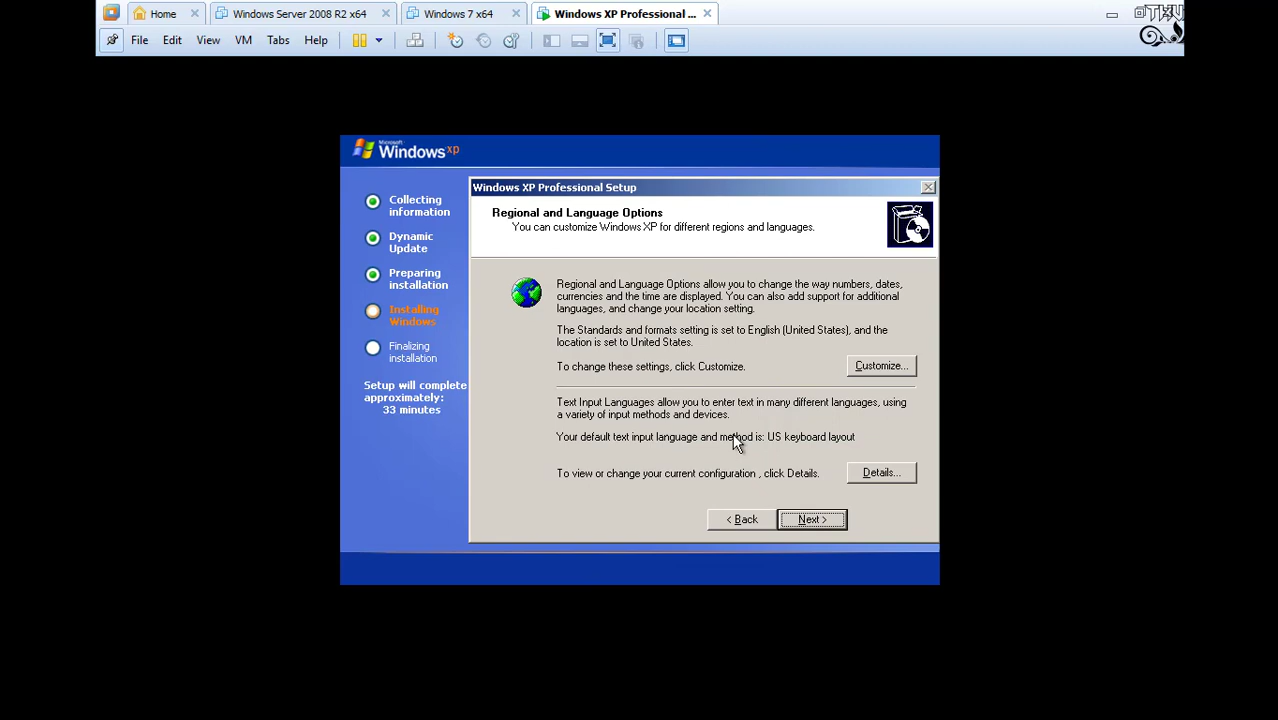 Home
Windows Server 2008 R2 x64
Windows 7 x64
Windows XP Professional ...
File Edit View VM Tabs Help
Microsoft
Windows xp
Collecting
information
Dynamic
Update
Preparing
installation
Installing
Windows
Finalizing
installation
Setup will complete
approximately:
33 minutes
Windows XP Professional Setup
Regional and Language Options
You can customize Windows XP for different regions and languages.
Regional and Language Options allow you to change the way numbers, dates,
currencies and the time are displayed. You can also add support for additional
languages, and change your location setting.
The Standards and formats setting is set to English (United States), and the
location is set to United States.
To change these settings, click Customize.
Customize...
Text Input Languages allow you to enter text in many different languages, using
a variety of input methods and devices.
Your default text input language and method is: US keyboard layout
To view or change your current configuration , click Details.
Details...
< Back
Next >